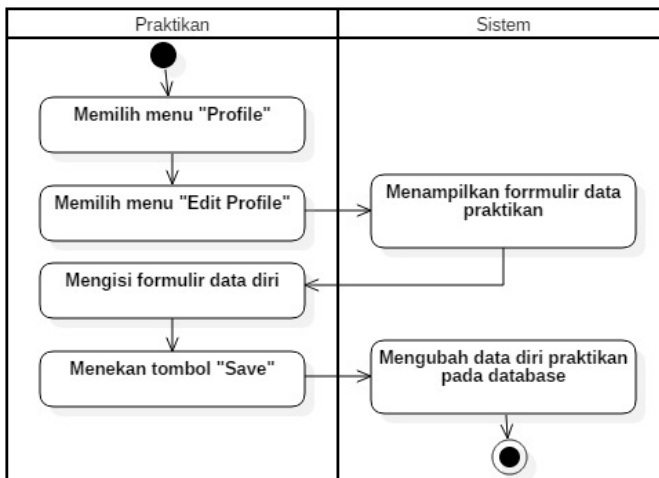 Praktikan
Sistem
Memilih menu "Profile"
Memilih menu "Edit Profile"
Menampilkan forrmulir data
praktikan
Mengisi formulir data diri
Menekan tombol "Save"
Mengubah data diri praktikan
pada database